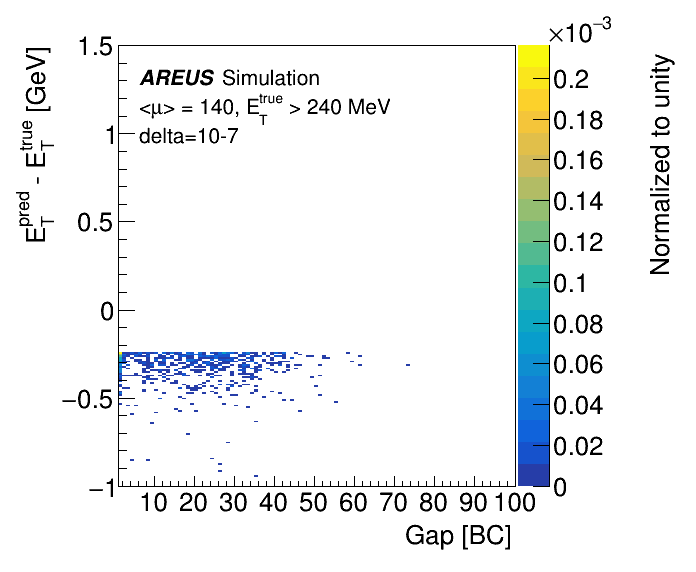 ×10⁻³
1.5
1
0.5
0
−0.5
−1
E_T^pred - E_T^true [GeV]
AREUS Simulation
<μ> = 140, E_T^true > 240 MeV
delta=10-7
10 20 30 40 50 60 70 80 90 100
Gap [BC]
0.2
0.18
0.16
0.14
0.12
0.1
0.08
0.06
0.04
0.02
0
Normalized to unity